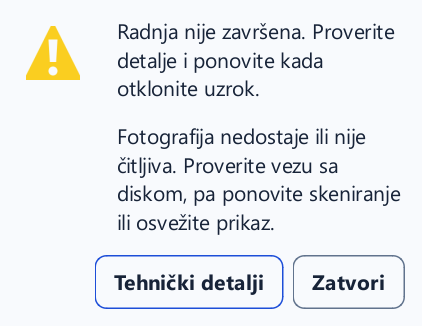 Radnja nije završena. Proverite
detalje i ponovite kada
otklonite uzrok.
Fotografija nedostaje ili nije
čitljiva. Proverite vezu sa
diskom, pa ponovite skeniranje
ili osvežite prikaz.
Tehnički detalji
Zatvori